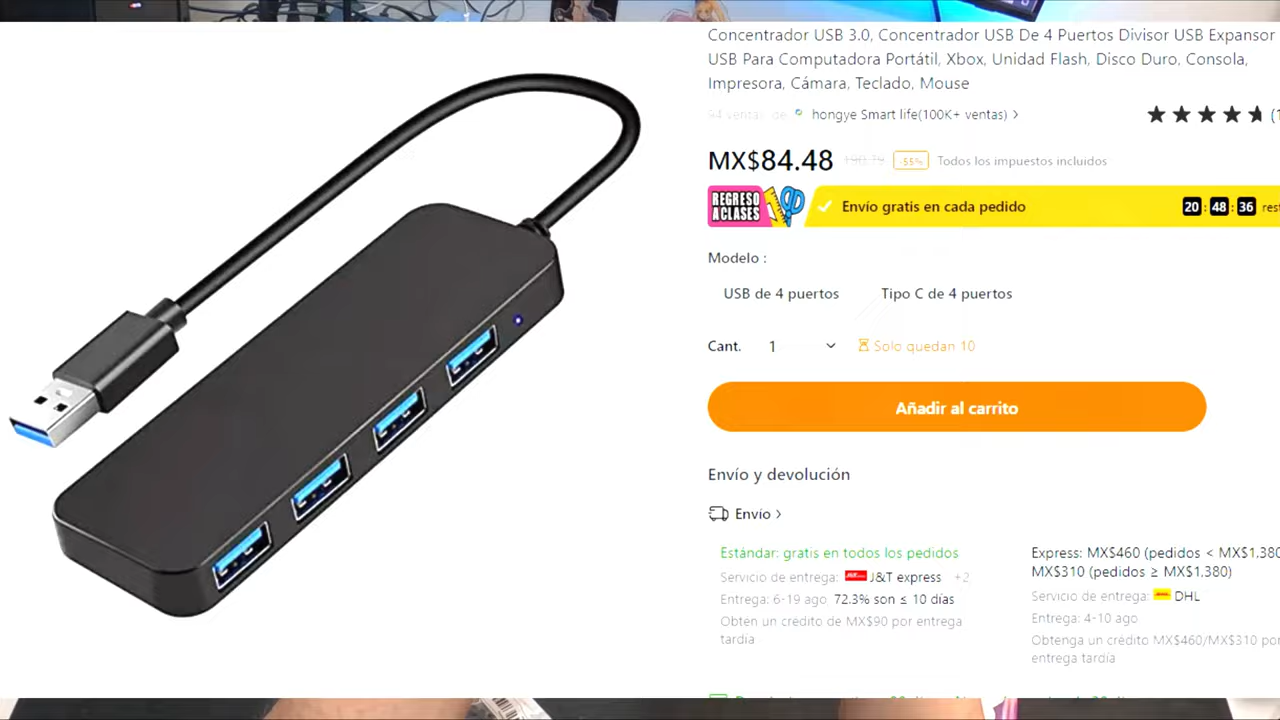 Concentrador USB 3.0, Concentrador USB De 4 Puertos Divisor USB Expansor
USB Para Computadora Portátil, Xbox, Unidad Flash, Disco Duro, Consola,
Impresora, Cámara, Teclado, Mouse
94 ventas de hongye Smart life(100K+ ventas) >
MX$84.48 190.79 -55% Todos los impuestos incluidos
REGRESO A CLASES
Envío gratis en cada pedido 20:48:36
Modelo :
USB de 4 puertos Tipo C de 4 puertos
Cant. 1 Solo quedan 10
Añadir al carrito
Envío y devolución
Envío >
Estándar: gratis en todos los pedidos
Servicio de entrega: J&T express +2
Entrega: 6-19 ago 72.3% son ≤ 10 días
Obtén un crédito de MX$90 por entrega
tardía
Express: MX$460 (pedidos < MX$1,380
MX$310 (pedidos ≥ MX$1,380)
Servicio de entrega: DHL
Entrega: 4-10 ago
Obtenga un crédito MX$460/MX$310 por
entrega tardía